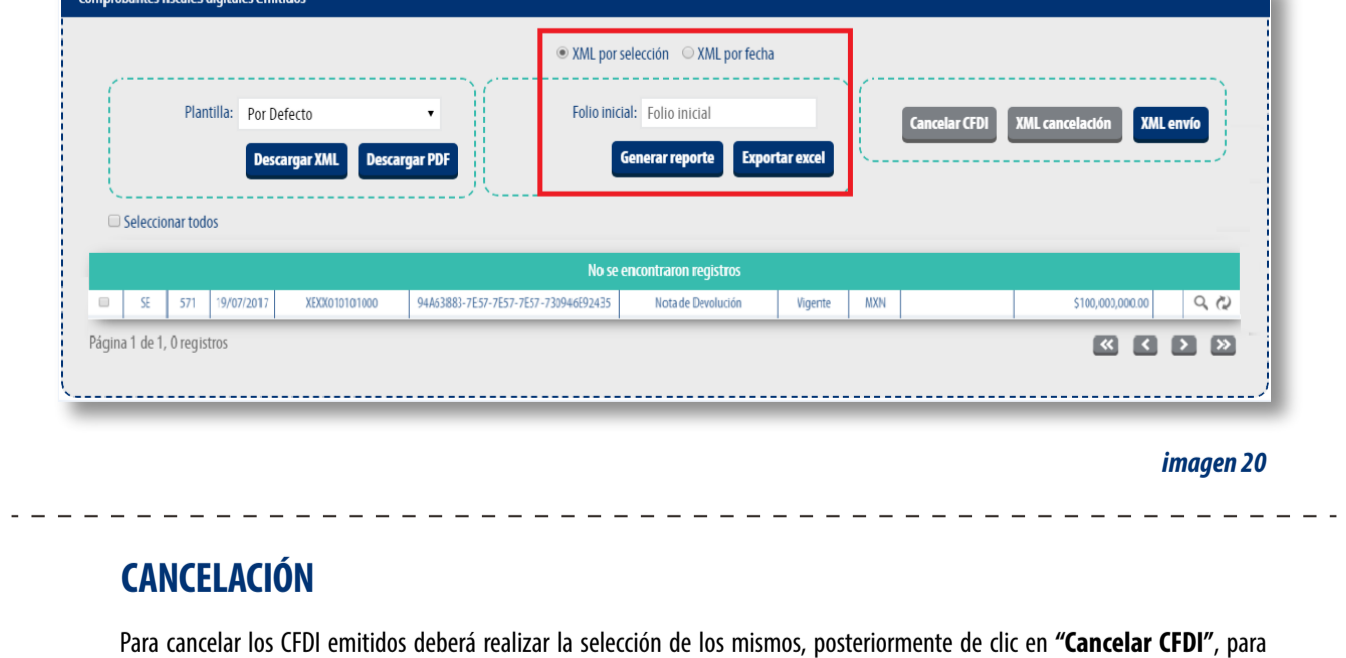 Comprobantes fiscales digitales emitidos
XML por selección XML por fecha
Plantilla: Por Defecto
Descargar XML Descargar PDF
Folio inicial: Folio inicial
Generar reporte Exportar excel
Cancelar CFDI XML cancelación XML envío
Seleccionar todos
No se encontraron registros
SE 571 19/07/2017 XEXX010101000 94A63883-7E57-7E57-7E57-730946E92435 Nota de Devolución Vigente MXN $100,000,000.00
Página 1 de 1, 0 registros
imagen 20
CANCELACIÓN
Para cancelar los CFDI emitidos deberá realizar la selección de los mismos, posteriormente de clic en “Cancelar CFDI”, para